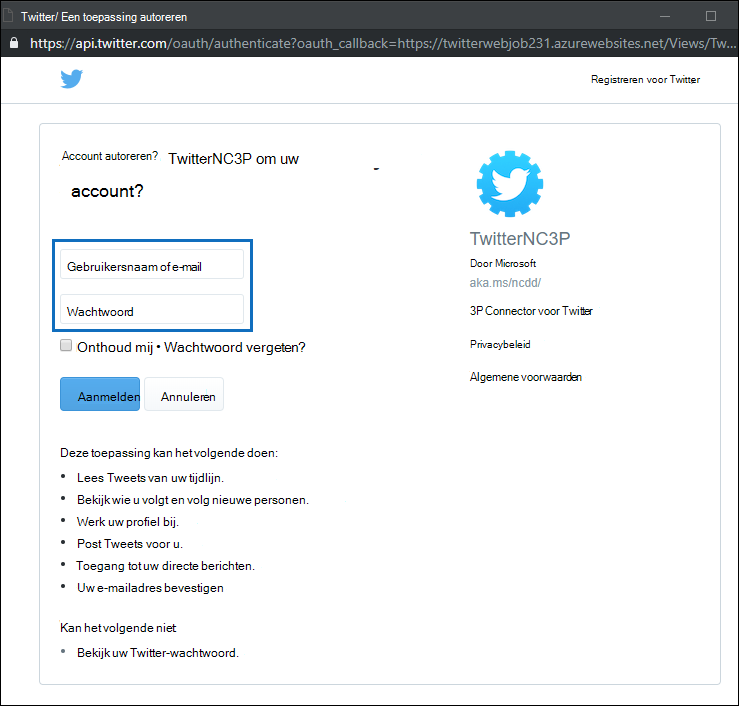 Twitter/ Een toepassing autoreren
https://api.twitter.com/oauth/authenticate?oauth_callback=https://twitterwebjob231.azurewebsites.net/Views/Tw...
Registreren voor Twitter
Account autoreren? TwitterNC3P om uw
account?
Gebruikersnaam of e-mail
Wachtwoord
Onthoud mij • Wachtwoord vergeten?
Aanmelden Annuleren
TwitterNC3P
Door Microsoft
aka.ms/ncdd/
3P Connector voor Twitter
Privacybeleid
Algemene voorwaarden
Deze toepassing kan het volgende doen:
• Lees Tweets van uw tijdlijn.
• Bekijk wie u volgt en volg nieuwe personen.
• Werk uw profiel bij.
• Post Tweets voor u.
• Toegang tot uw directe berichten.
• Uw e-mailadres bevestigen
Kan het volgende niet
• Bekijk uw Twitter-wachtwoord.